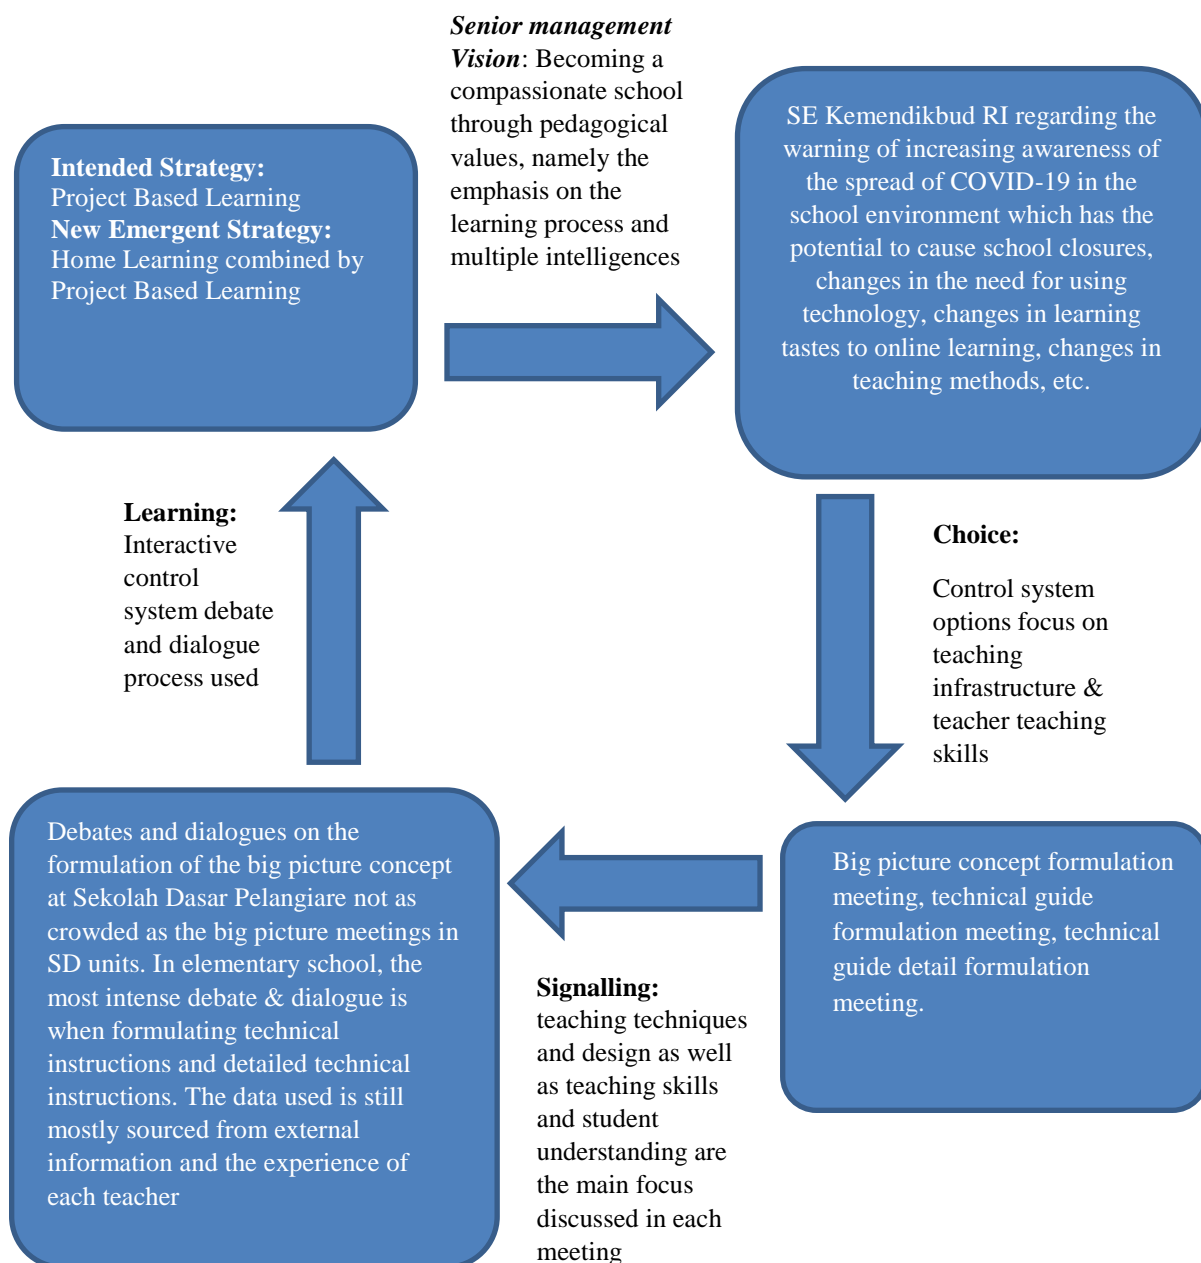 Senior management
Vision: Becoming a
compassionate school
through pedagogical
values, namely the
emphasis on the
learning process and
multiple intelligences
Intended Strategy:
Project Based Learning
New Emergent Strategy:
Home Learning combined by
Project Based Learning
SE Kemendikbud RI regarding the
warning of increasing awareness of
the spread of COVID-19 in the
school environment which has the
potential to cause school closures,
changes in the need for using
technology, changes in learning
tastes to online learning, changes in
teaching methods, etc.
Learning:
Interactive
control
system debate
and dialogue
process used
Choice:
Control system
options focus on
teaching
infrastructure &
teacher teaching
skills
Debates and dialogues on the
formulation of the big picture concept
at Sekolah Dasar Pelangiare not as
crowded as the big picture meetings in
SD units. In elementary school, the
most intense debate & dialogue is
when formulating technical
instructions and detailed technical
instructions. The data used is still
mostly sourced from external
information and the experience of
each teacher
Signalling:
teaching techniques
and design as well
as teaching skills
and student
understanding are
the main focus
discussed in each
meeting
Big picture concept formulation
meeting, technical guide
formulation meeting, technical
guide detail formulation
meeting.